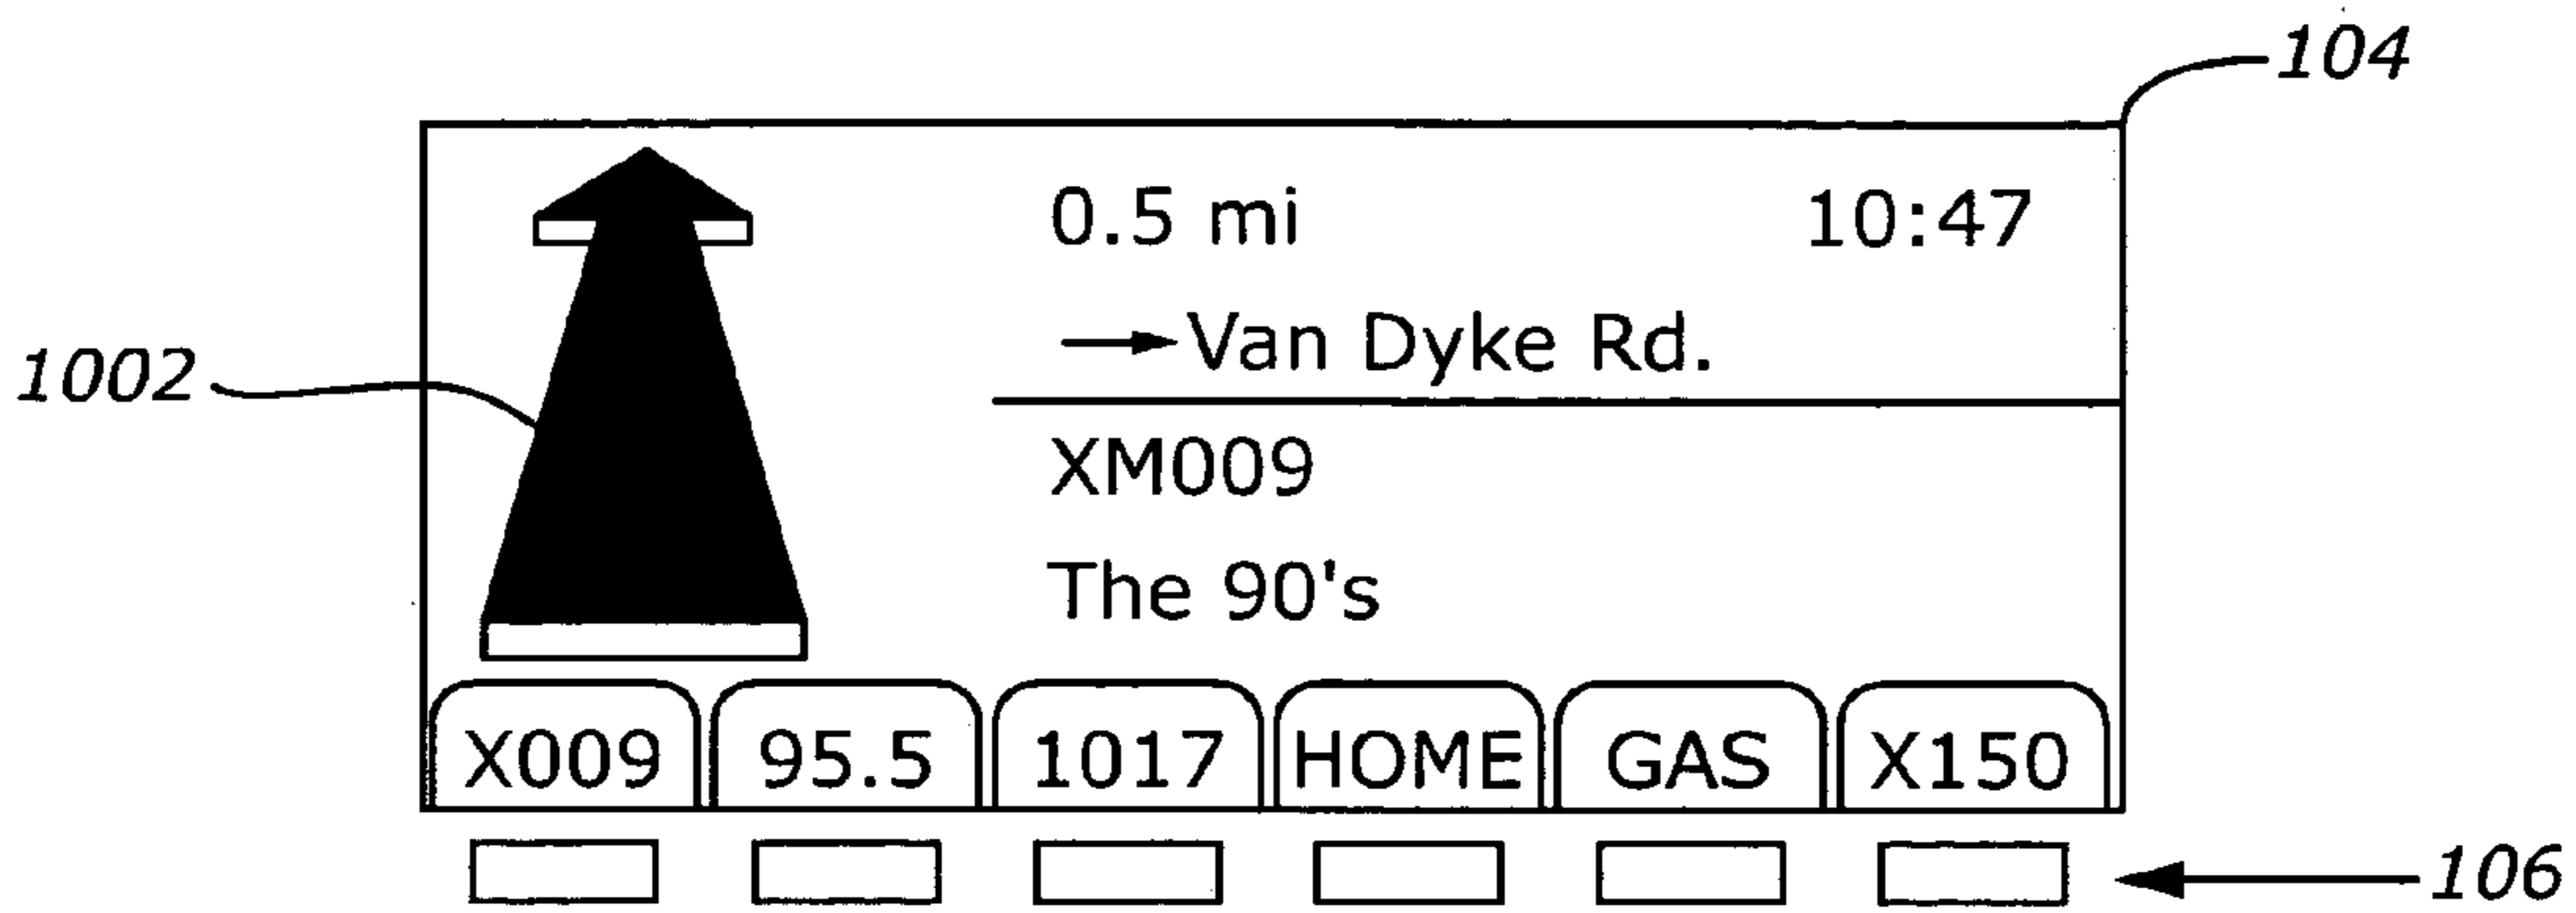 104
0.5 mi 10:47
→Van Dyke Rd.
1002
XM009
The 90's
X009 95.5 1017 HOME GAS X150
106